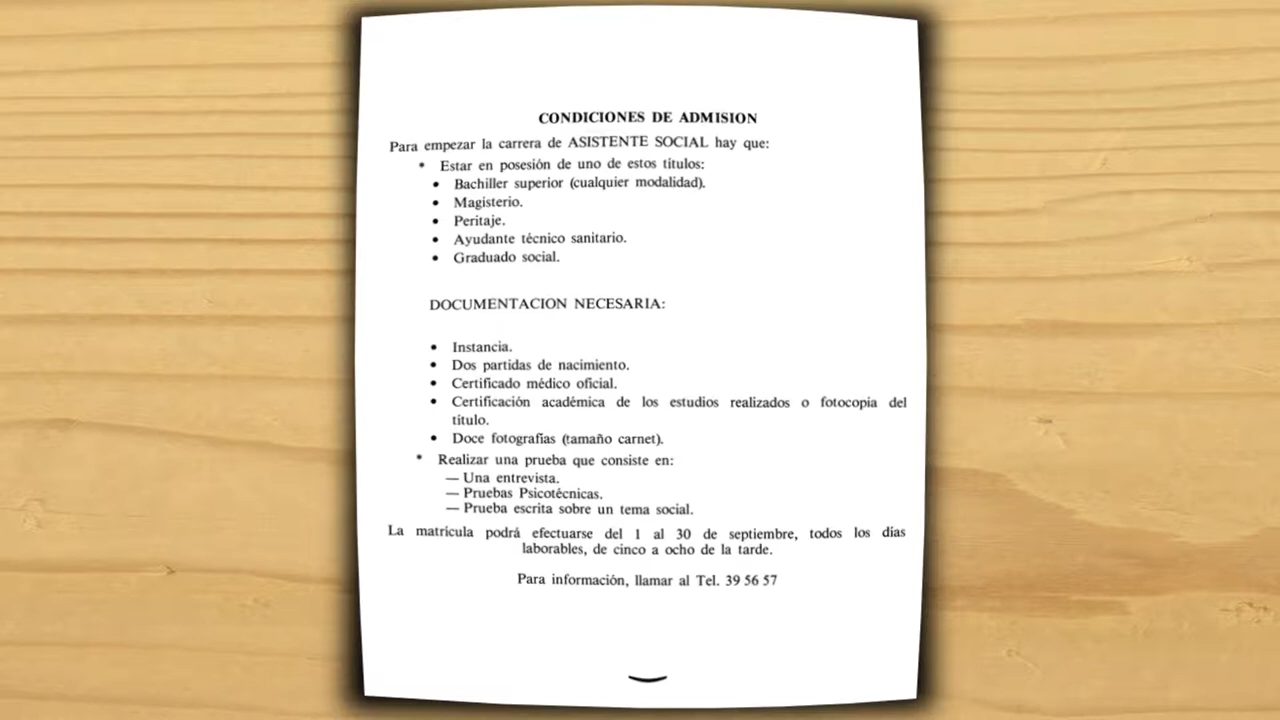 CONDICIONES DE ADMISION
Para empezar la carrera de ASISTENTE SOCIAL hay que:
* Estar en posesión de uno de estos titulos:
• Bachiller superior (cualquier modalidad).
• Magisterio.
• Peritaje.
• Ayudante técnico sanitario.
• Graduado social.
DOCUMENTACION NECESARIA:
• Instancia.
• Dos partidas de nacimiento.
• Certificado médico oficial.
• Certificación académica de los estudios realizados o fotocopia del
titulo.
• Doce fotografías (tamaño carnet).
* Realizar una prueba que consiste en:
— Una entrevista.
— Pruebas Psicotécnicas.
— Prueba escrita sobre un tema social.
La matricula podrá efectuarse del 1 al 30 de septiembre, todos los días
laborables, de cinco a ocho de la tarde.
Para información, llamar al Tel. 39 56 57